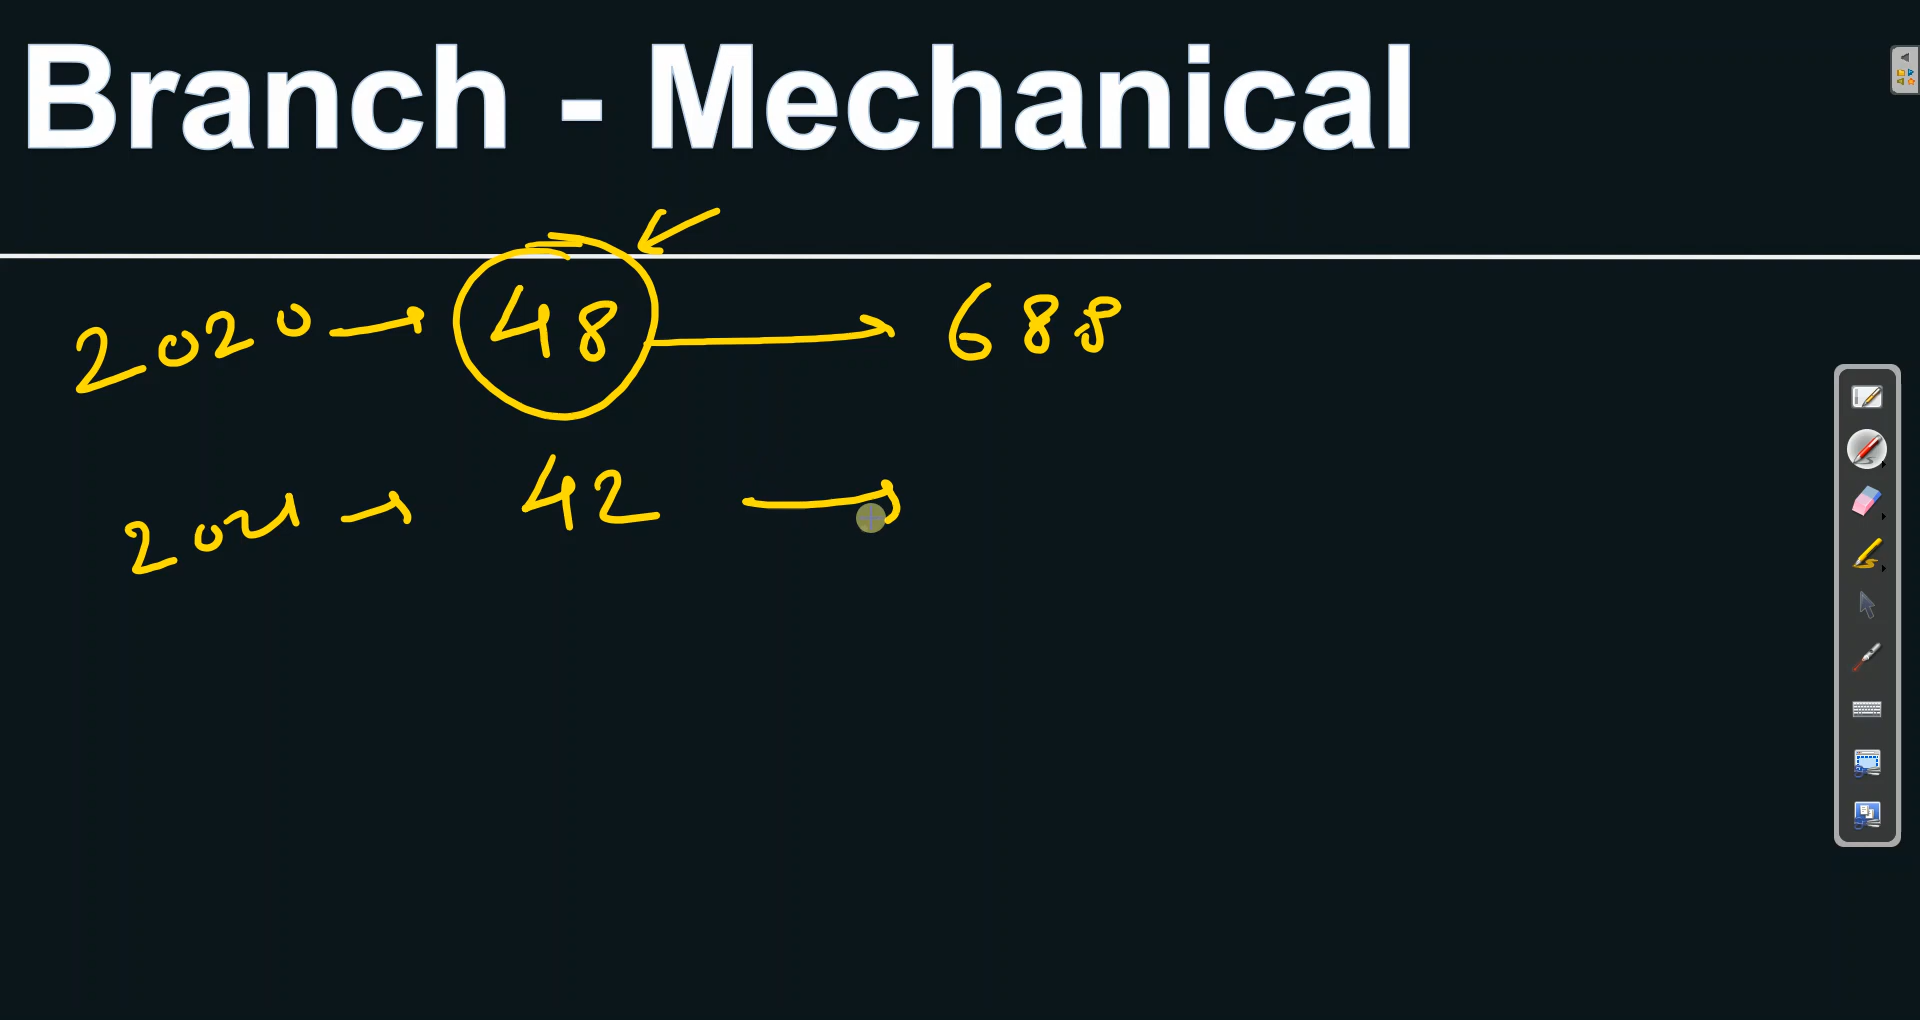 Branch - Mechanical
2020 → 48 → 688
2021 → 42 →